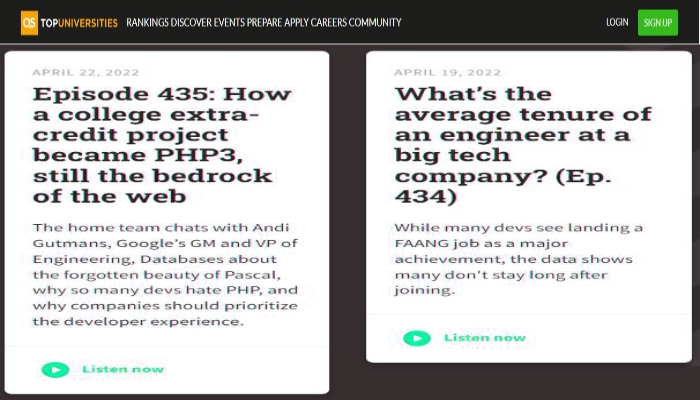 QS TOPUNIVERSITIES RANKINGS DISCOVER EVENTS PREPARE APPLY CAREERS COMMUNITY LOGIN SIGN UP
APRIL 22, 2022
Episode 435: How
a college extra-
credit project
became PHP3,
still the bedrock
of the web
The home team chats with Andi
Gutmans, Google's GM and VP of
Engineering, Databases about
the forgotten beauty of Pascal,
why so many devs hate PHP, and
why companies should prioritize
the developer experience.
Listen now
APRIL 19, 2022
What's the
average tenure of
an engineer at a
big tech
company? (Ep.
434)
While many devs see landing a
FAANG job as a major
achievement, the data shows
many don't stay long after
joining.
Listen now